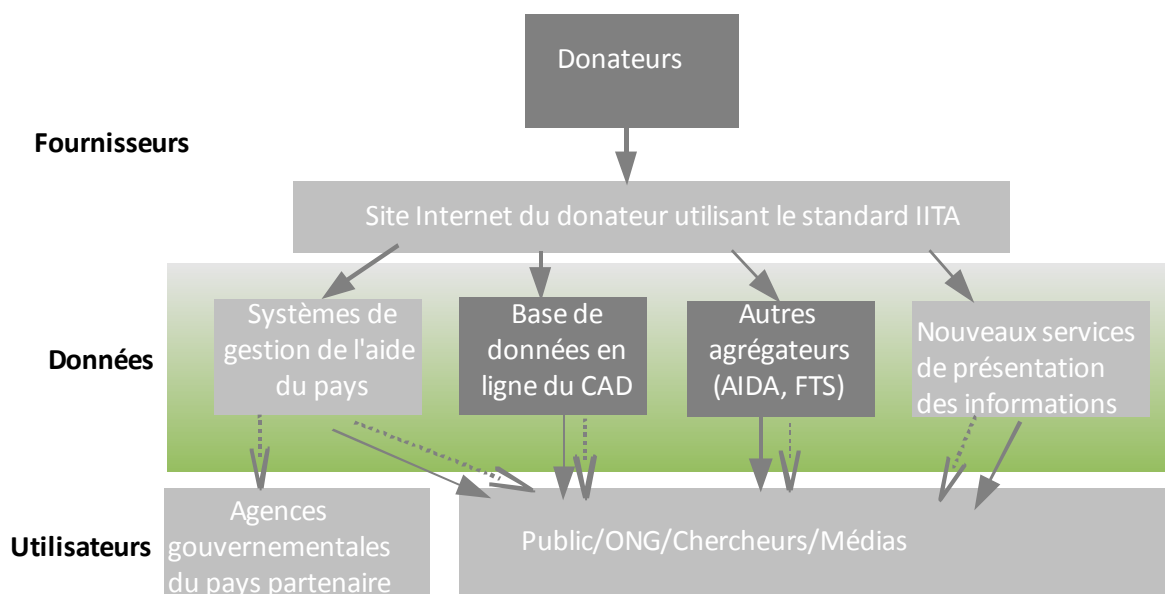 Donateurs
Fournisseurs
Site Internet du donateur utilisant le standard IITA
Données
Systèmes de
gestion de l'aide
du pays
Base de
données en
ligne du CAD
Autres
agrégateurs
(AIDA, FTS)
Nouveaux services
de présentation
des informations
Utilisateurs
Agences
gouvernementales
du pays partenaire
Public/ONG/Chercheurs/Médias